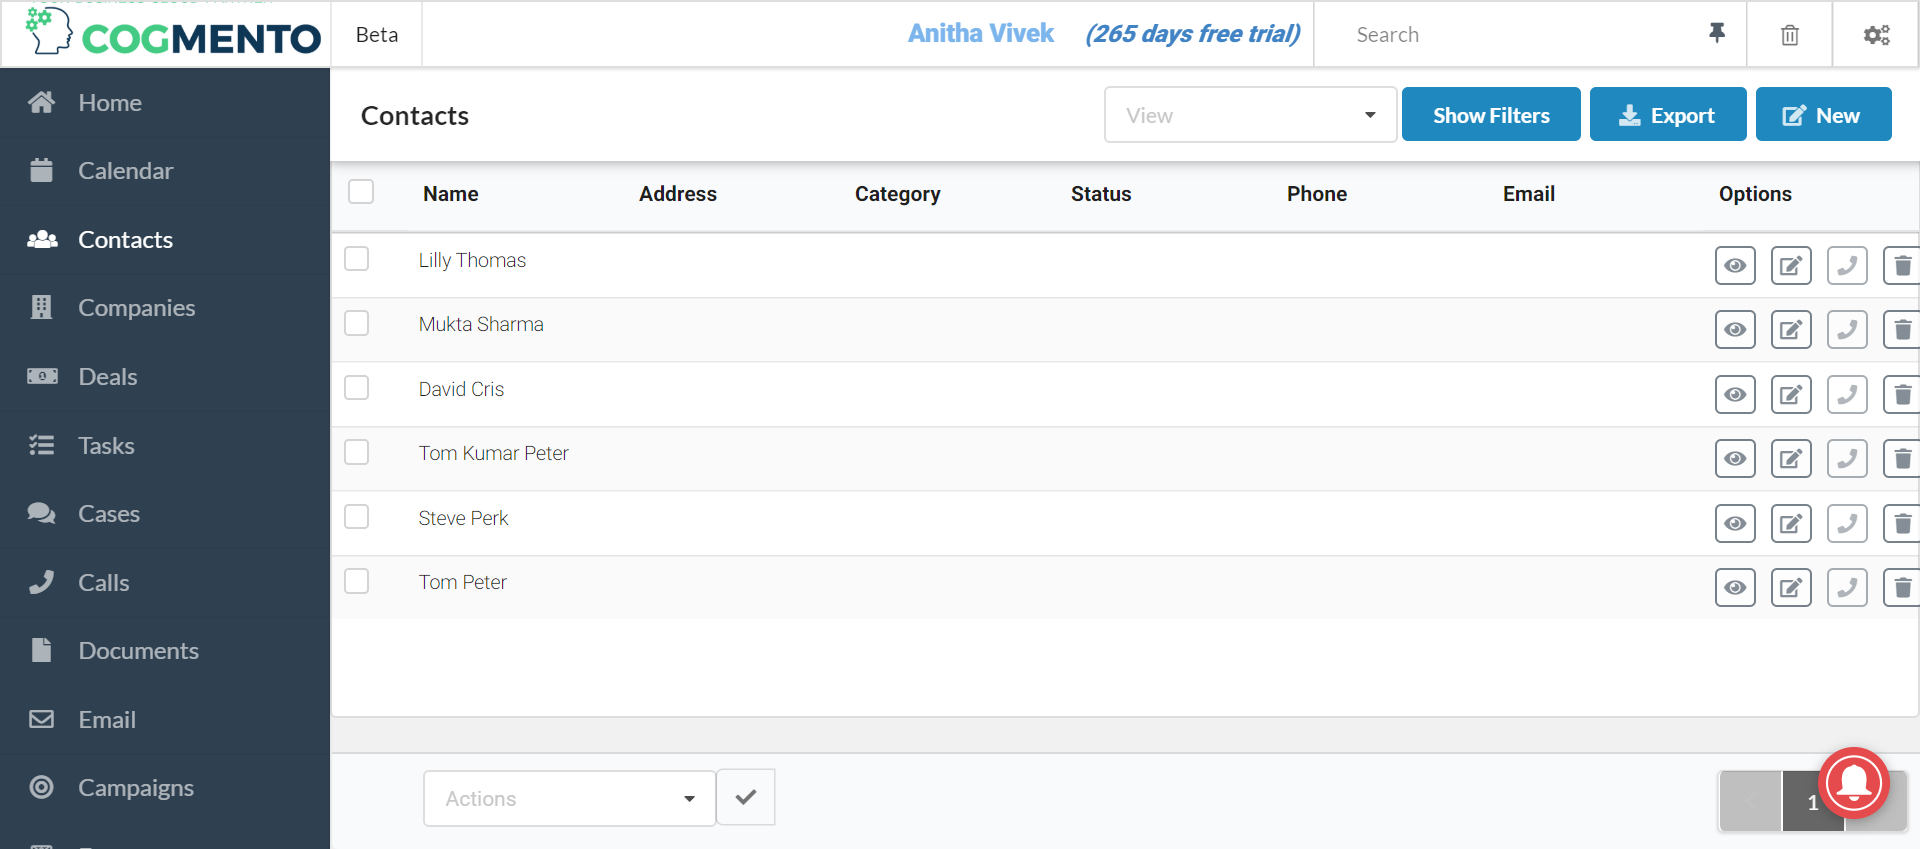 COGMENTO
Beta
Anitha Vivek
(265 days free trial)
Search
Home
Calendar
Contacts
Companies
Deals
Tasks
Cases
Calls
Documents
Email
Campaigns
Contacts
View
Show Filters
Export
New
Name Address Category Status Phone Email Options
Lilly Thomas
Mukta Sharma
David Cris
Tom Kumar Peter
Steve Perk
Tom Peter
Actions
1